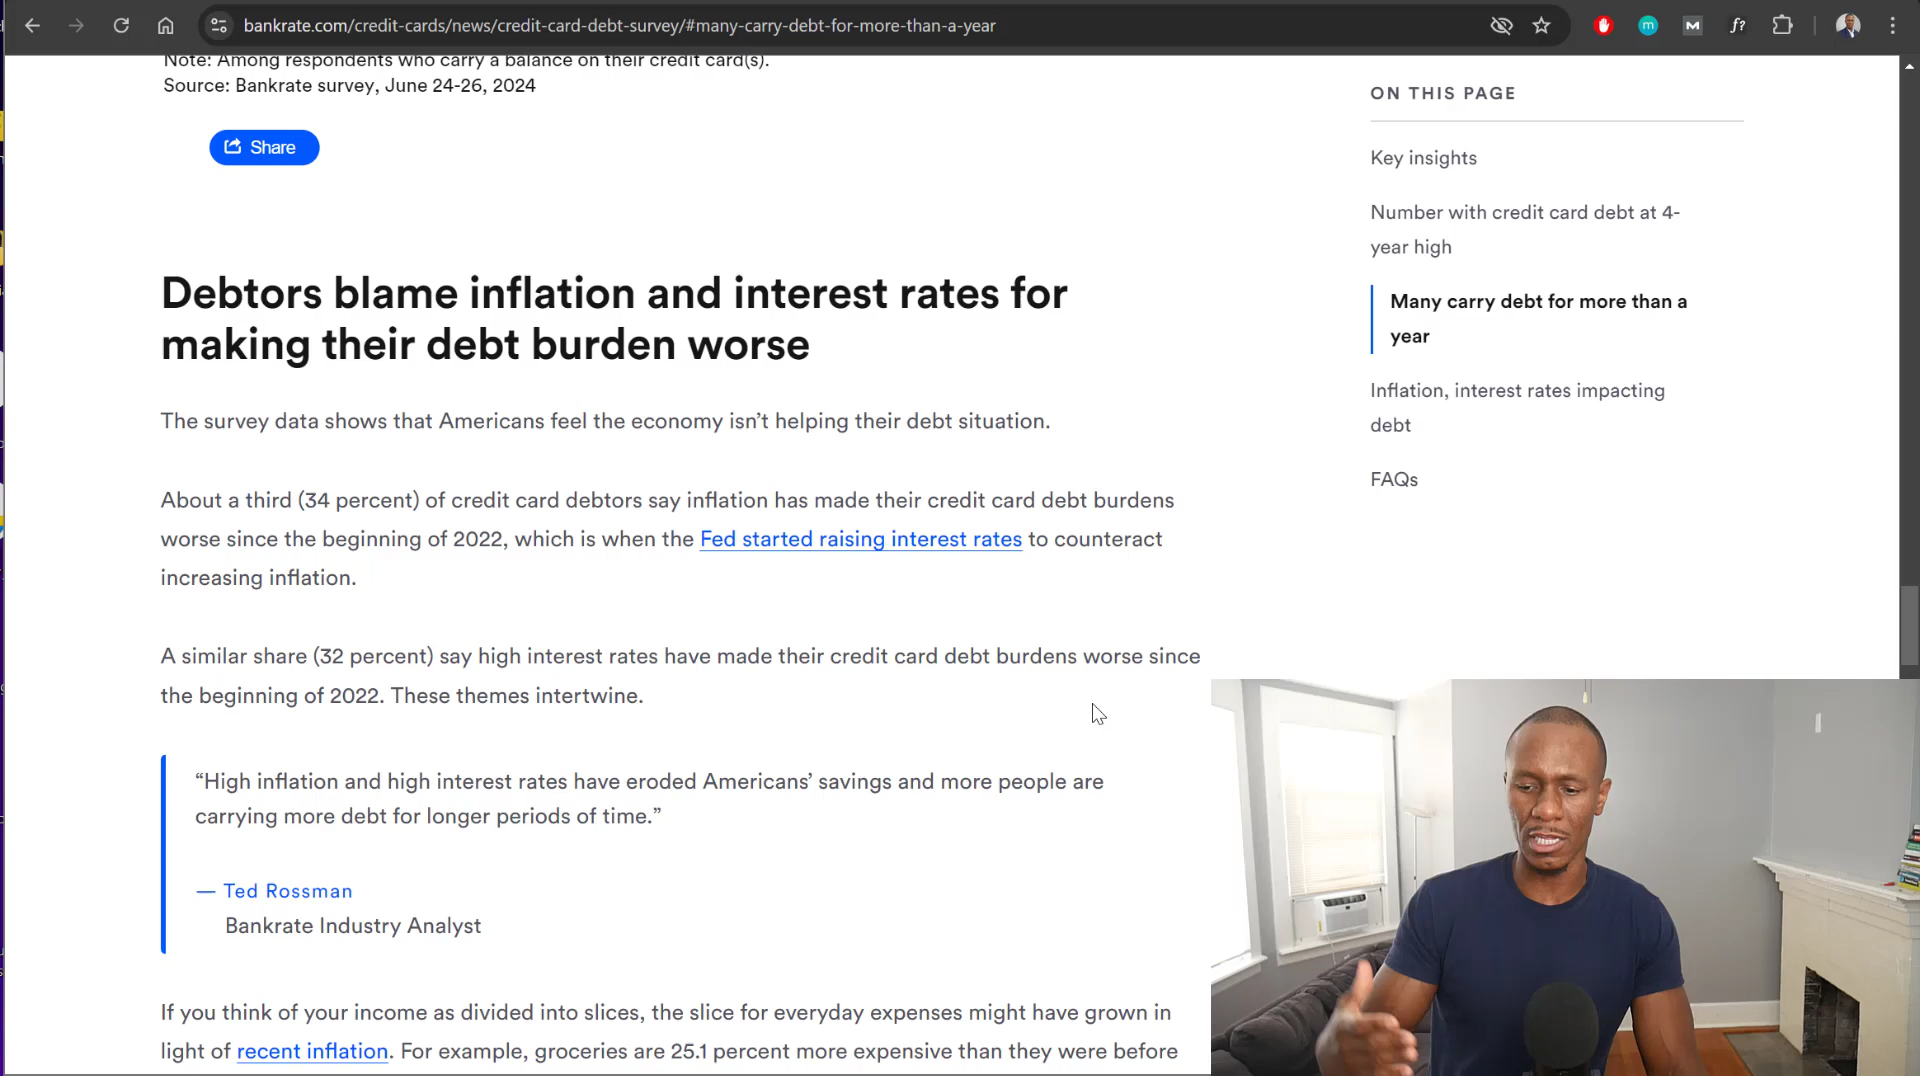 bankrate.com/credit-cards/news/credit-card-debt-survey/#many-carry-debt-for-more-than-a-year
Note: Among respondents who carry a balance on their credit card(s).
Source: Bankrate survey, June 24-26, 2024
Share
Debtors blame inflation and interest rates for
making their debt burden worse
The survey data shows that Americans feel the economy isn’t helping their debt situation.
About a third (34 percent) of credit card debtors say inflation has made their credit card debt burdens
worse since the beginning of 2022, which is when the Fed started raising interest rates to counteract
increasing inflation.
A similar share (32 percent) say high interest rates have made their credit card debt burdens worse since
the beginning of 2022. These themes intertwine.
“High inflation and high interest rates have eroded Americans’ savings and more people are
carrying more debt for longer periods of time.”
— Ted Rossman
Bankrate Industry Analyst
If you think of your income as divided into slices, the slice for everyday expenses might have grown in
light of recent inflation. For example, groceries are 25.1 percent more expensive than they were before
ON THIS PAGE
Key insights
Number with credit card debt at 4-
year high
Many carry debt for more than a
year
Inflation, interest rates impacting
debt
FAQs